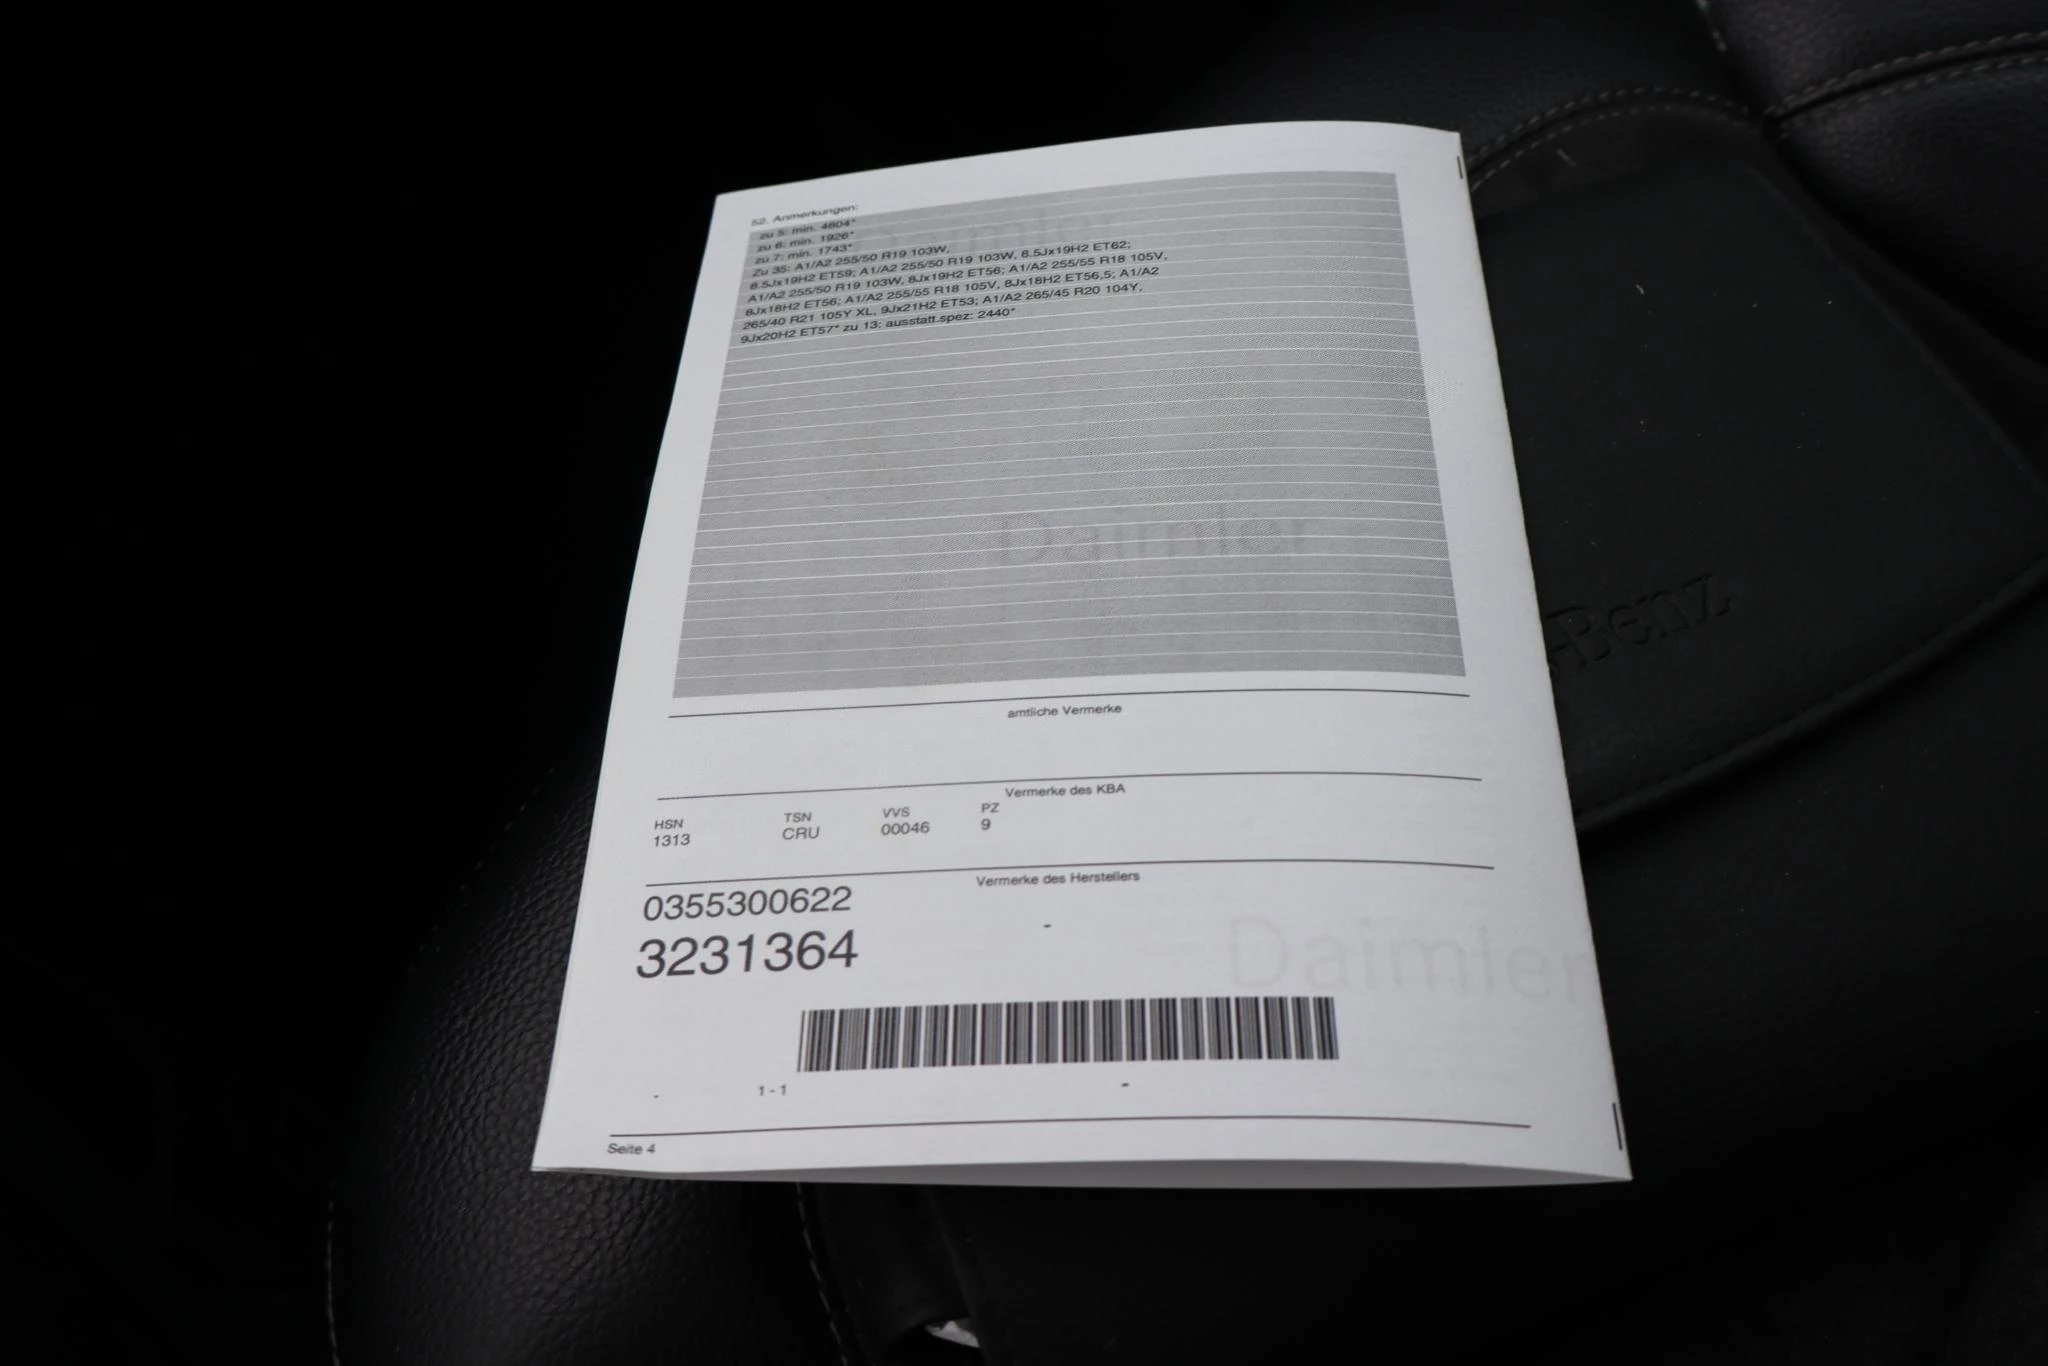 52. Anmerkungen:
zu 5: min. 4804*
zu 6: min. 1926*
zu 7: min. 1743*
Zu 35: A1/A2 255/50 R19 103W,
8.5Jx19H2 ET59; A1/A2 255/50 R19 103W, 8.5Jx19H2 ET62;
A1/A2 255/50 R19 103W, 8Jx19H2 ET56; A1/A2 255/55 R18 105V,
8Jx18H2 ET56; A1/A2 255/55 R18 105V, 8Jx18H2 ET56,5; A1/A2
265/40 R21 105Y XL, 9Jx21H2 ET53; A1/A2 265/45 R20 104Y,
9Jx20H2 ET57* zu 13: ausstatt.spez: 2440*
Daimler
Daimler
-Benz
amtliche Vermerke
Vermerke des KBA
HSN TSN VVS PZ
1313 CRU 00046 9
Vermerke des Herstellers
0355300622
-
3231364
Daimler
- 1 - 1 -
Seite 4